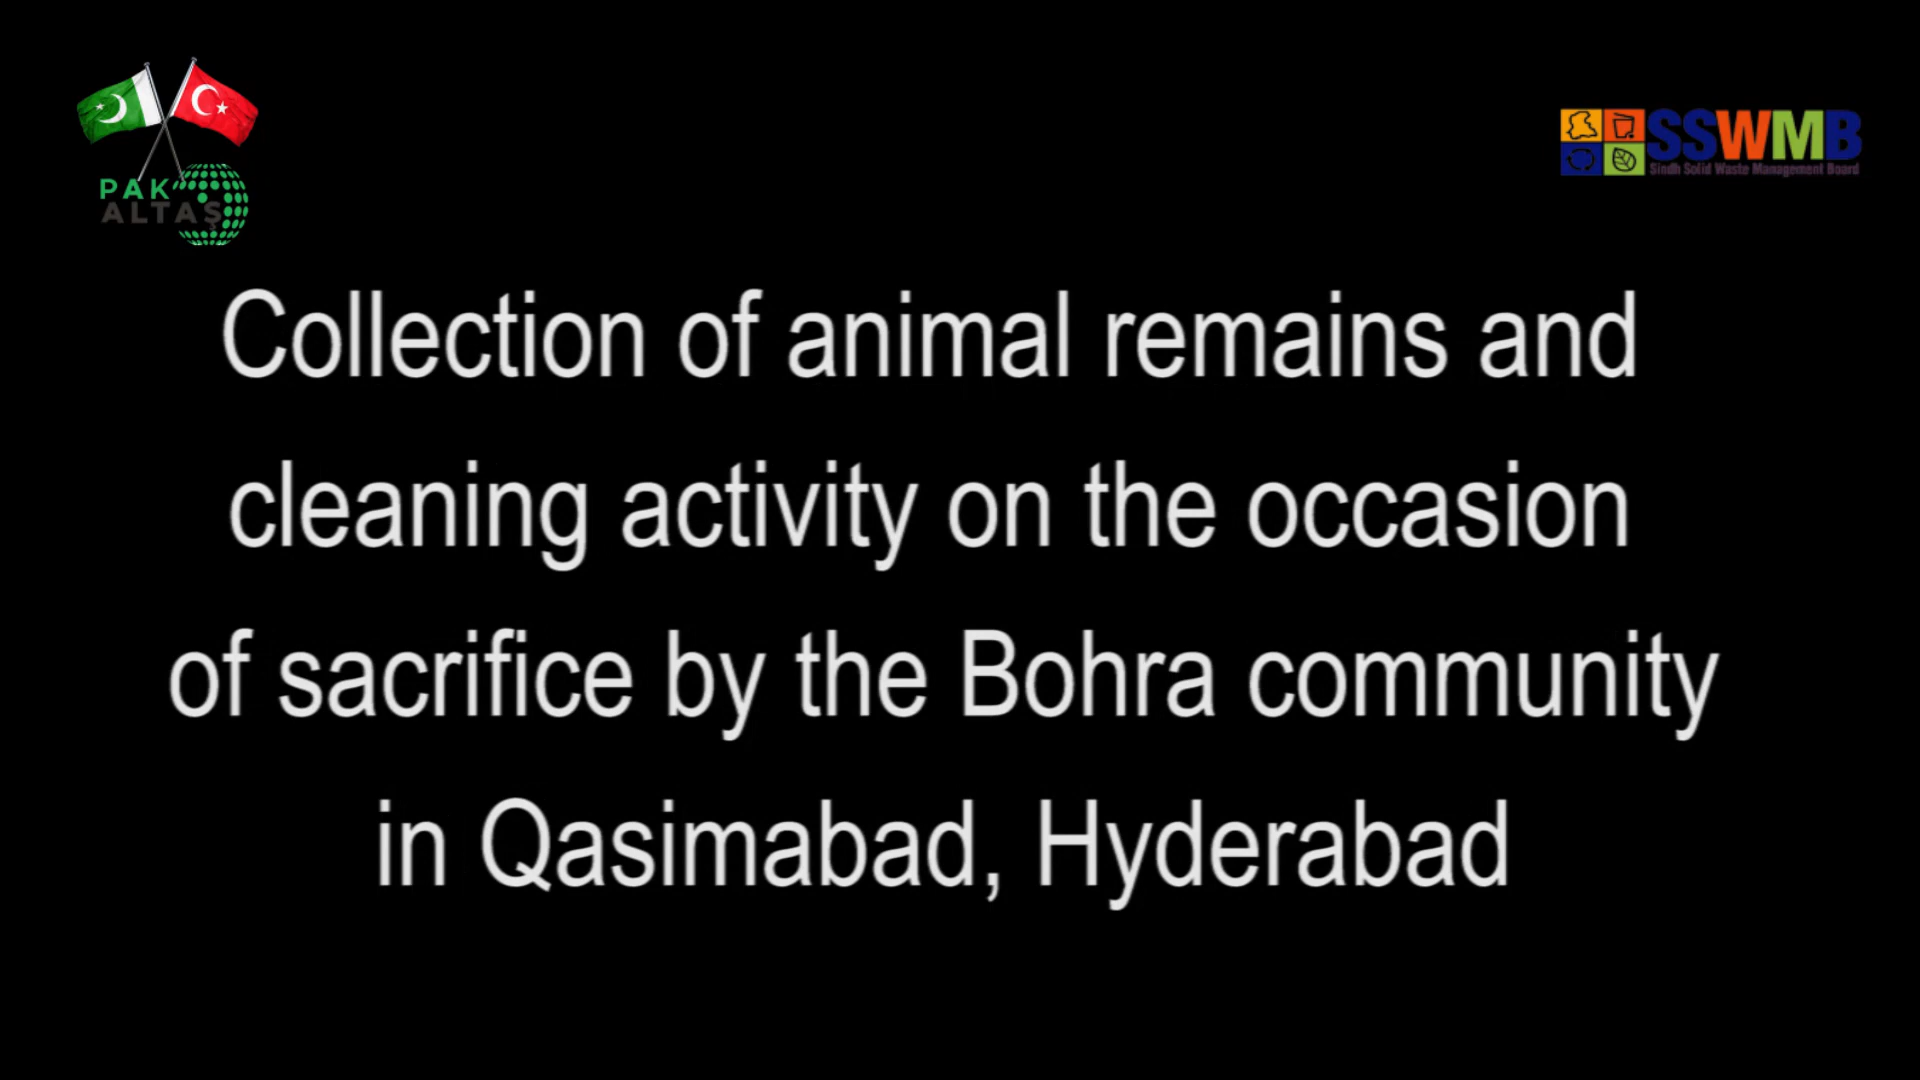 PAK
ALTAŞ
SSWMB
Sindh Solid Waste Management Board
Collection of animal remains and
cleaning activity on the occasion
of sacrifice by the Bohra community
in Qasimabad, Hyderabad